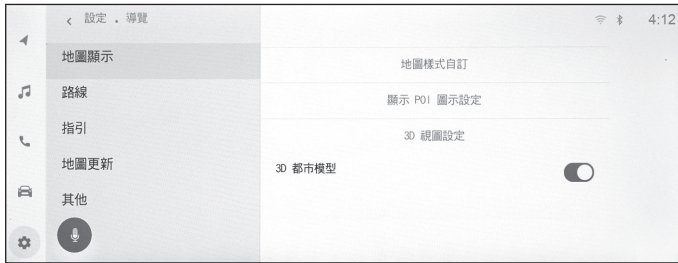 設定 . 導覽
4:12
地圖顯示
路線
指引
地圖更新
其他
地圖樣式自訂
顯示 POI 圖示設定
3D 視圖設定
3D 都市模型